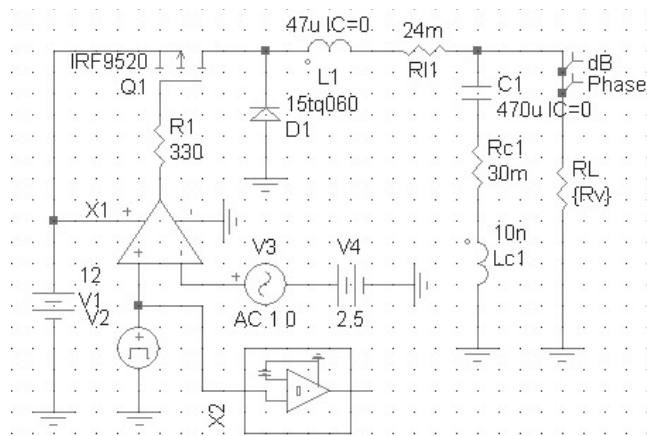 47u IC=0
24m
IRF9520
Q1
L1
Rl1
dB
Phase
15tq060
D1
C1
470u IC=0
R1
330
Rc1
30m
RL
{Rv}
X1
V3
V4
10n
Lc1
12
V1
V2
AC 1 0
2,5
X2